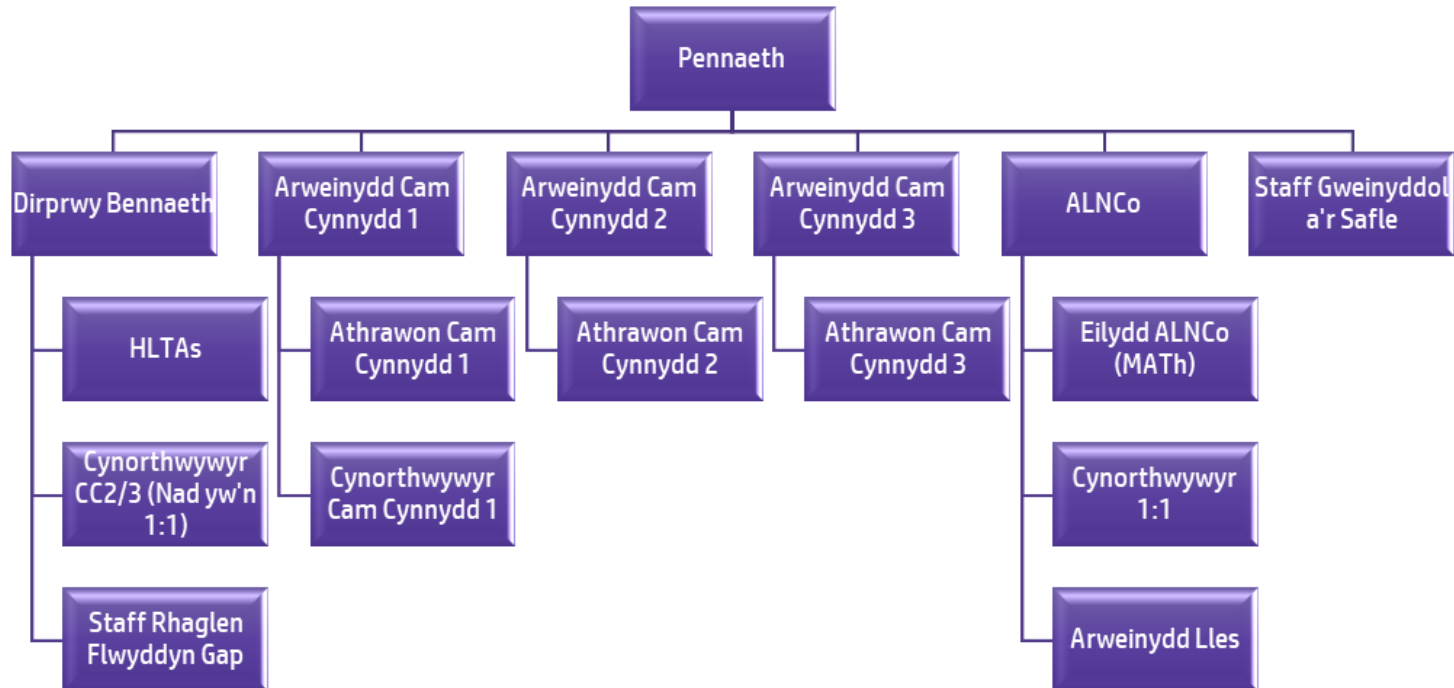 Pennaeth
Dirprwy Bennaeth
Arweinydd Cam
Cynnydd 1
Arweinydd Cam
Cynnydd 2
Arweinydd Cam
Cynnydd 3
ALNCo
Staff Gweinyddol
a'r Safle
HLTAs
Athrawon Cam
Cynnydd 1
Athrawon Cam
Cynnydd 2
Athrawon Cam
Cynnydd 3
Eilydd ALNCo
(MATh)
Cynorthwywyr
CC2/3 (Nad yw'n
1:1)
Cynorthwywyr
Cam Cynnydd 1
Cynorthwywyr
1:1
Staff Rhaglen
Flwyddyn Gap
Arweinydd Lles